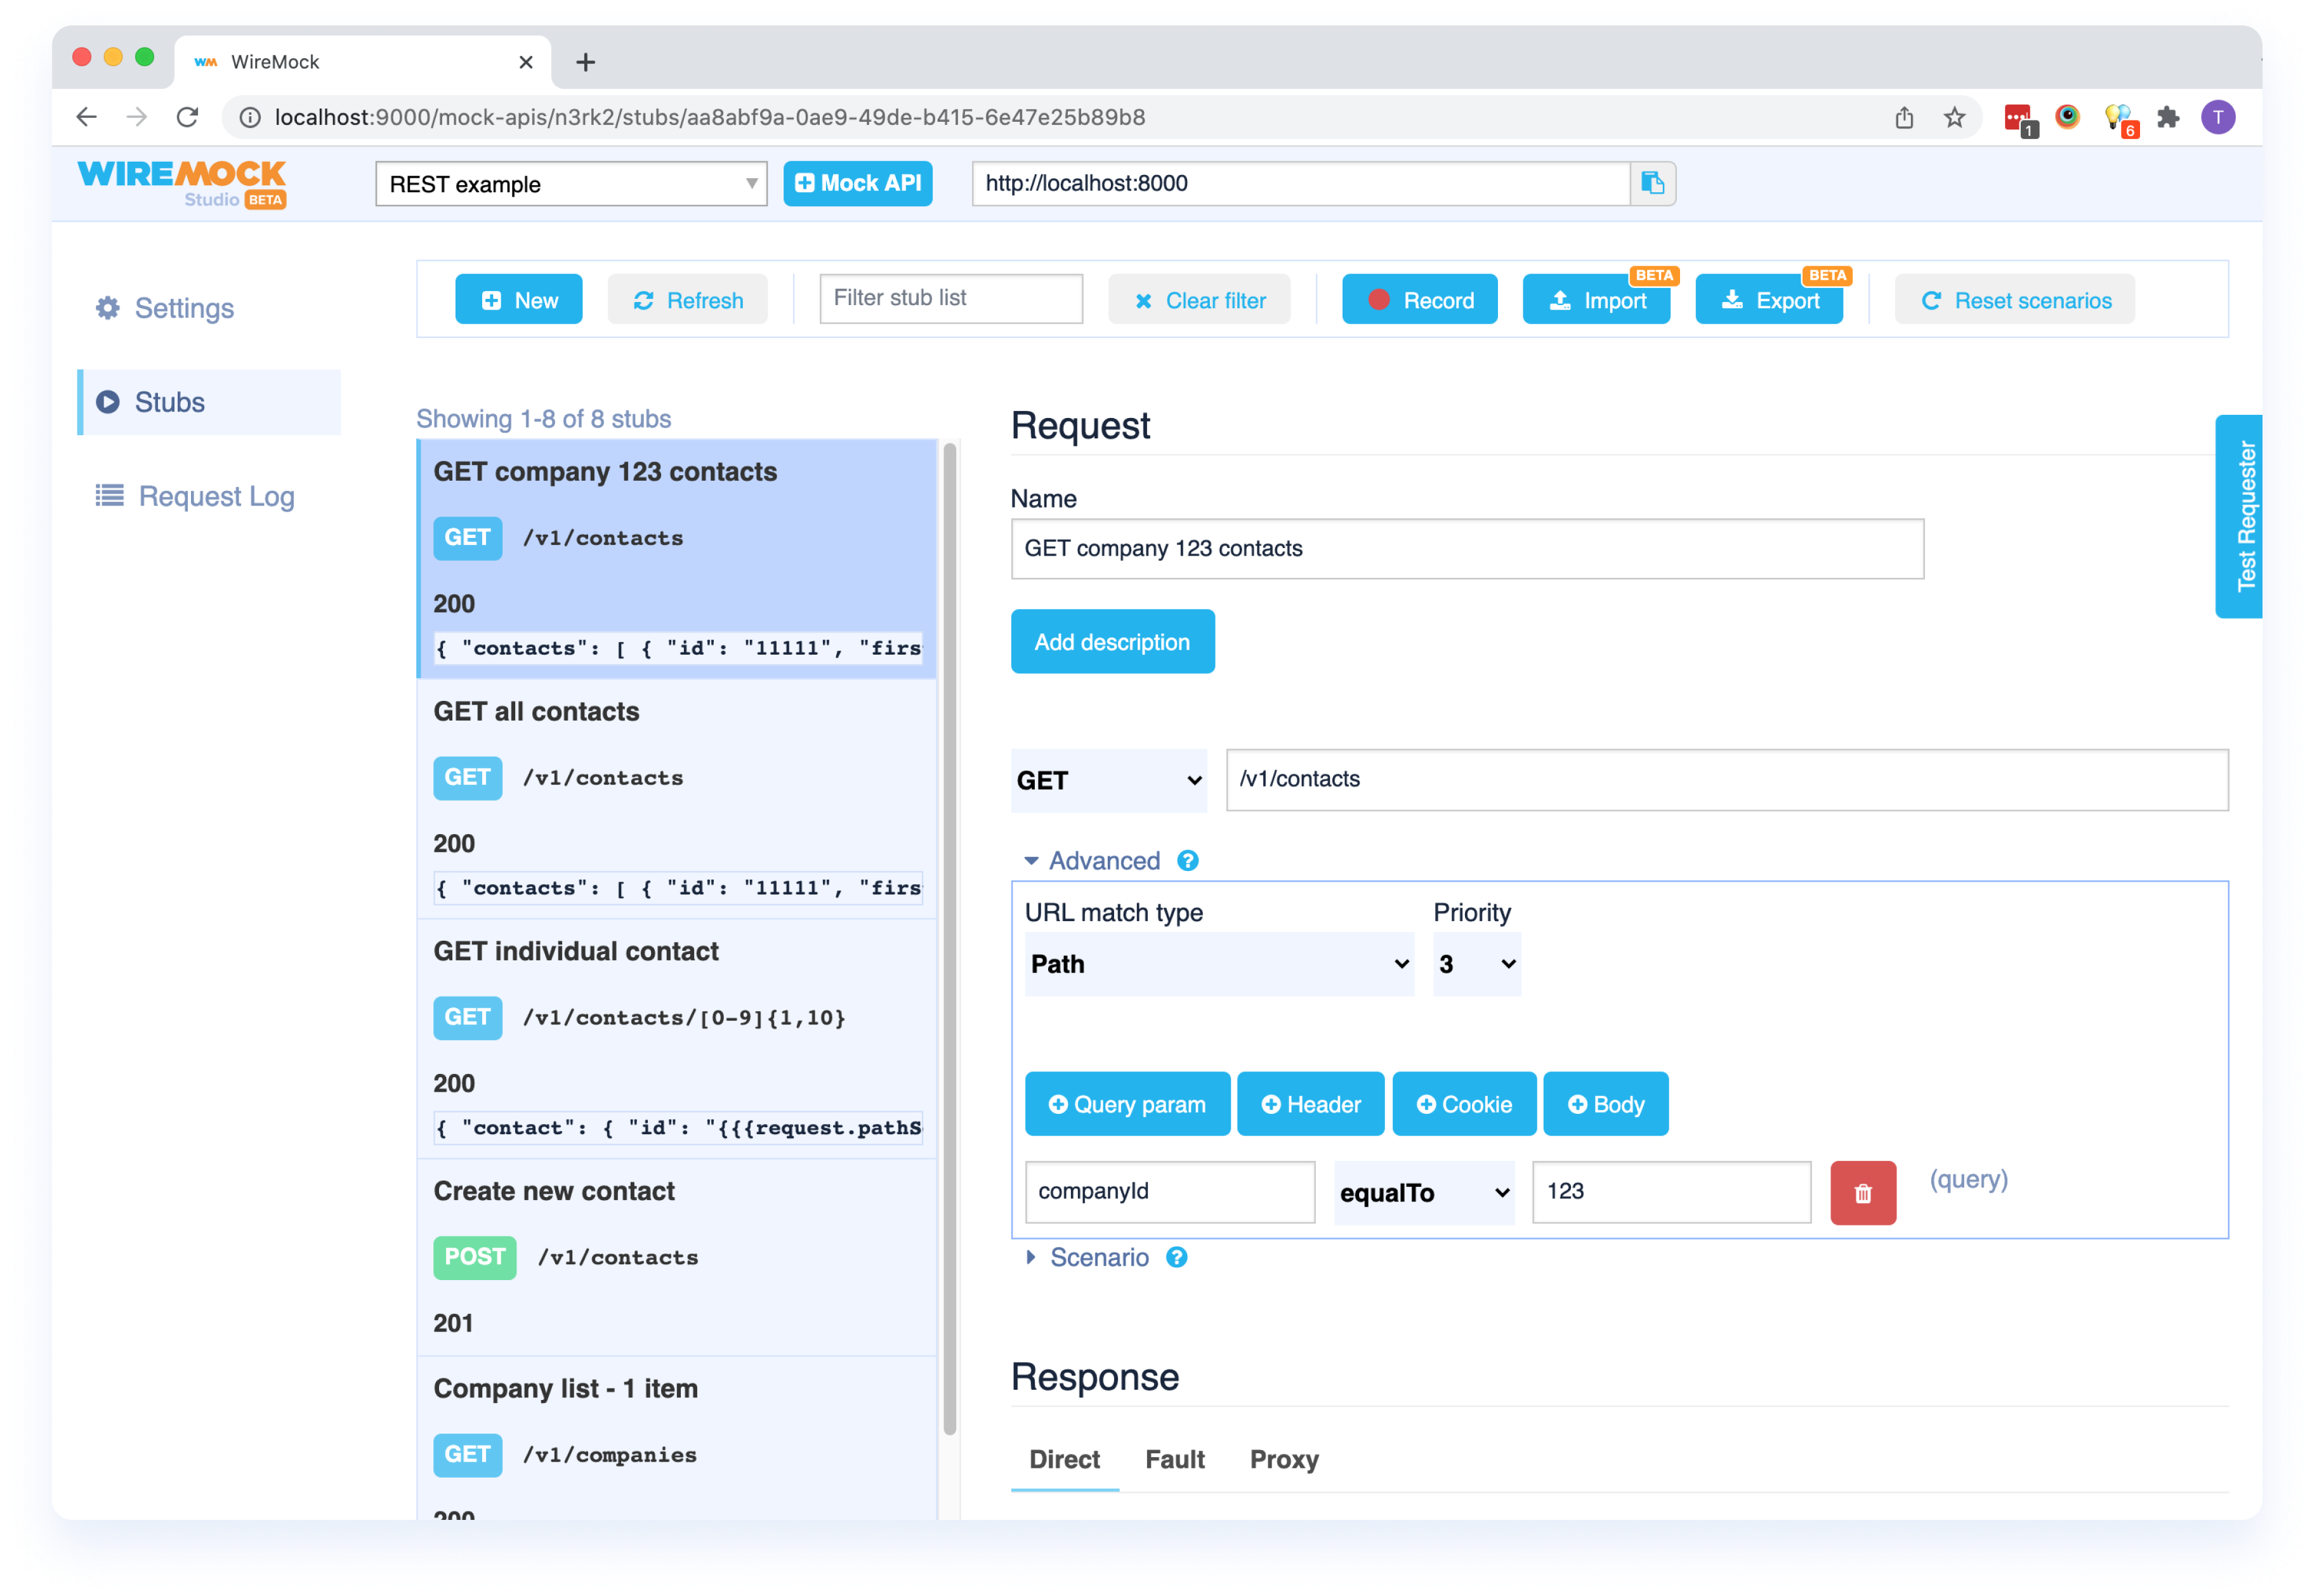 WM WireMock
localhost:9000/mock-apis/n3rk2/stubs/aa8abf9a-0ae9-49de-b415-6e47e25b89b8
1
6
T
WIREMOCK
Studio BETA
REST example
Mock API
http://localhost:8000
Settings
Stubs
Request Log
New
Refresh
Filter stub list
Clear filter
Record
Import
BETA
Export
BETA
Reset scenarios
Showing 1-8 of 8 stubs
GET company 123 contacts
GET /v1/contacts
200
{ "contacts": [ { "id": "11111", "firs
GET all contacts
GET /v1/contacts
200
{ "contacts": [ { "id": "11111", "firs
GET individual contact
GET /v1/contacts/[0-9]{1,10}
200
{ "contact": { "id": "{{{request.pathS
Create new contact
POST /v1/contacts
201
Company list - 1 item
GET /v1/companies
200
Request
Name
GET company 123 contacts
Add description
GET /v1/contacts
Advanced ?
URL match type Priority
Path 3
Query param Header Cookie Body
companyId equalTo 123 (query)
Scenario ?
Response
Direct Fault Proxy
Test Requester